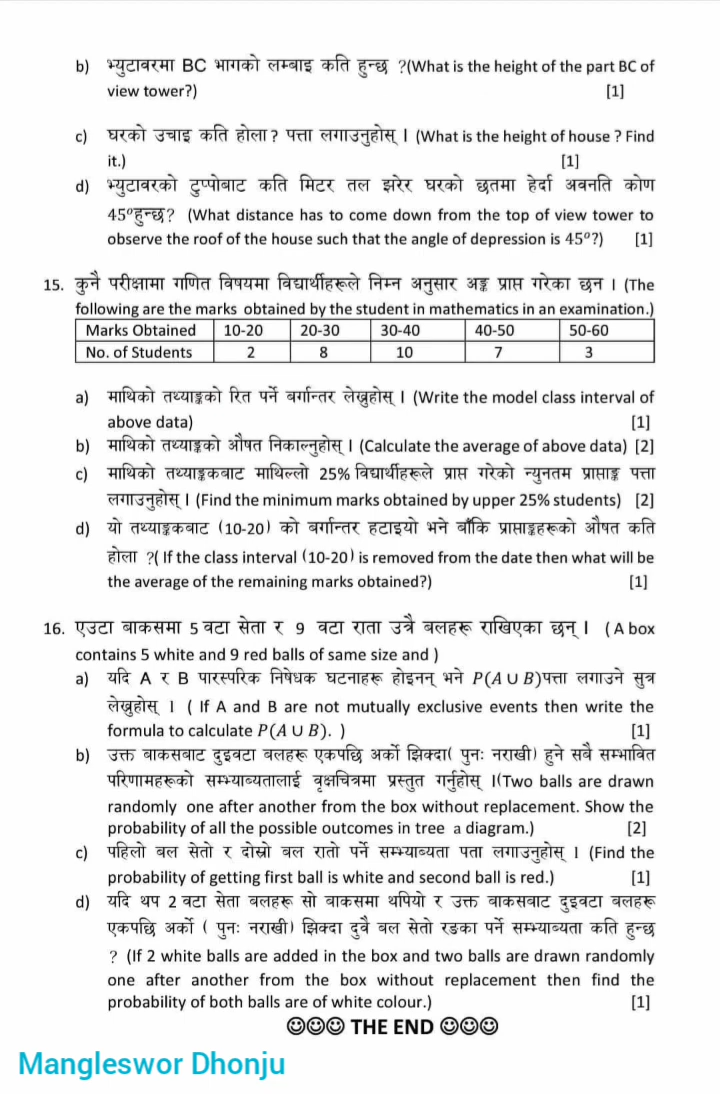 b) भ्युटावरमा BC भागको लम्बाइ कति हुन्छ ?(What is the height of the part BC of
view tower?) [1]
c) घरको उचाइ कति होला? पत्ता लगाउनुहोस् । (What is the height of house ? Find
it.) [1]
d) भ्युटावरको टुप्पोबाट कति मिटर तल झरेर घरको छतमा हेर्दा अवनति कोण
45⁰हुन्छ? (What distance has to come down from the top of view tower to
observe the roof of the house such that the angle of depression is 45⁰?) [1]
15. कुनै परीक्षामा गणित विषयमा विद्यार्थीहरूले निम्न अनुसार अङ्क प्राप्त गरेका छन । (The
following are the marks obtained by the student in mathematics in an examination.)
Marks Obtained 10-20 20-30 30-40 40-50 50-60
No. of Students 2 8 10 7 3
a) माथिको तथ्याङ्कको रित पर्ने बर्गान्तर लेख्नुहोस् । (Write the model class interval of
above data) [1]
b) माथिको तथ्याङ्कको औषत निकाल्नुहोस् । (Calculate the average of above data) [2]
c) माथिको तथ्याङ्ककबाट माथिल्लो 25% विद्यार्थीहरूले प्राप्त गरेको न्युनतम प्राप्ताङ्क पत्ता
लगाउनुहोस् । (Find the minimum marks obtained by upper 25% students) [2]
d) यो तथ्याङ्ककबाट (10-20) को बर्गान्तर हटाइयो भने बाँकि प्राप्ताङ्कहरूको औषत कति
होला ?( If the class interval (10-20) is removed from the date then what will be
the average of the remaining marks obtained?) [1]
16. एउटा बाकसमा 5 वटा सेता र 9 वटा राता उत्रै बलहरू राखिएका छन् । (A box
contains 5 white and 9 red balls of same size and )
a) यदि A र B पारस्परिक निषेधक घटनाहरू होइनन् भने P(A ∪ B)पत्ता लगाउने सुत्र
लेख्नुहोस् । ( If A and B are not mutually exclusive events then write the
formula to calculate P(A ∪ B). ) [1]
b) उक्त बाकसबाट दुइवटा बलहरू एकपछि अर्को झिक्दा( पुनः नराखी) हुने सबै सम्भावित
परिणामहरूको सम्भ्याब्यतालाई वृक्षचित्रमा प्रस्तुत गर्नुहोस् ।(Two balls are drawn
randomly one after another from the box without replacement. Show the
probability of all the possible outcomes in tree a diagram.) [2]
c) पहिलो बल सेतो र दोस्रो बल रातो पर्ने सम्भ्याव्यता पता लगाउनुहोस् । (Find the
probability of getting first ball is white and second ball is red.) [1]
d) यदि थप 2 वटा सेता बलहरू सो बाकसमा थपियो र उक्त बाकसबाट दुइवटा बलहरू
एकपछि अर्को ( पुनः नराखी) झिक्दा दुवै बल सेतो रङका पर्ने सम्भ्याव्यता कति हुन्छ
? (If 2 white balls are added in the box and two balls are drawn randomly
one after another from the box without replacement then find the
probability of both balls are of white colour.) [1]
☺☺☺ THE END ☺☺☺
Mangleswor Dhonju